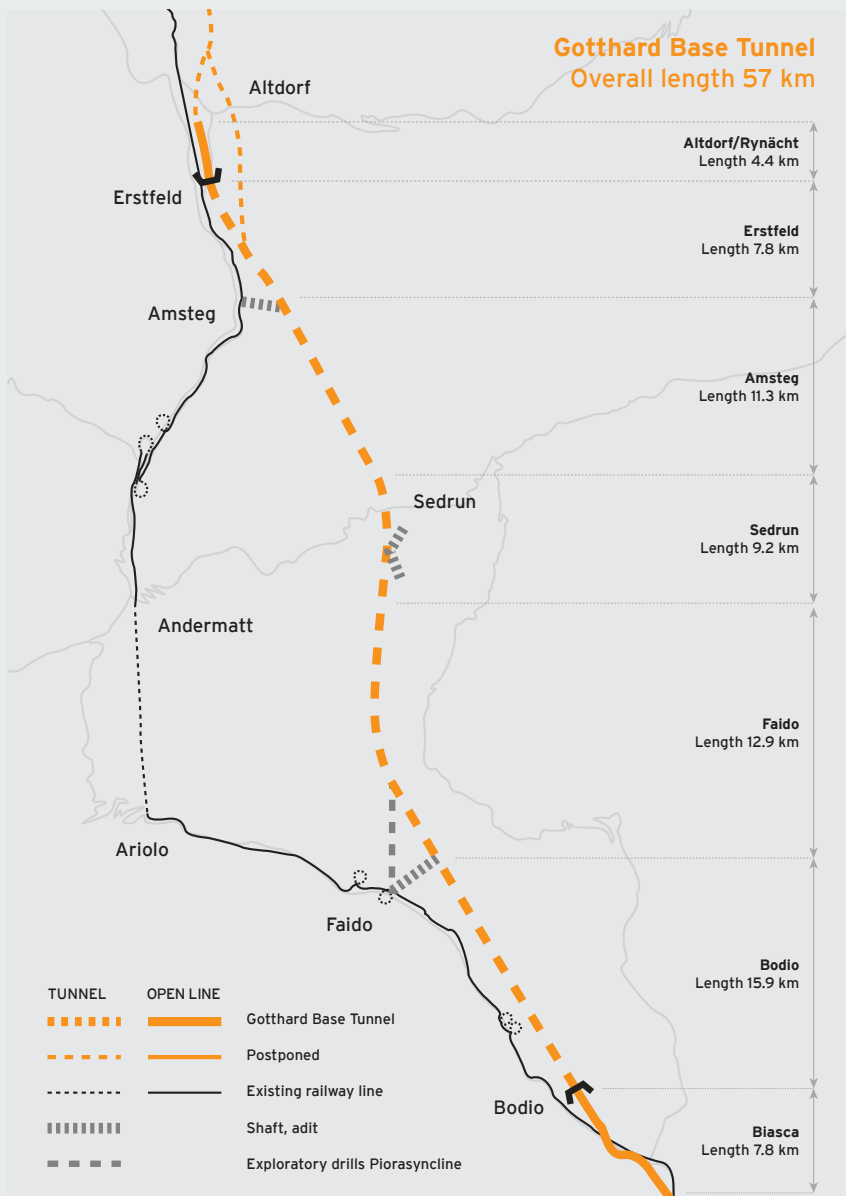 Gotthard Base Tunnel
Overall length 57 km
Altdorf
Altdorf/Rynächt
Length 4.4 km
Erstfeld
Erstfeld
Length 7.8 km
Amsteg
Amsteg
Length 11.3 km
Sedrun
Sedrun
Length 9.2 km
Andermatt
Faido
Length 12.9 km
Ariolo
Faido
Bodio
Length 15.9 km
TUNNEL OPEN LINE
Gotthard Base Tunnel
Postponed
Existing railway line
Shaft, adit
Exploratory drills Piorasyncline
Bodio
Biasca
Length 7.8 km